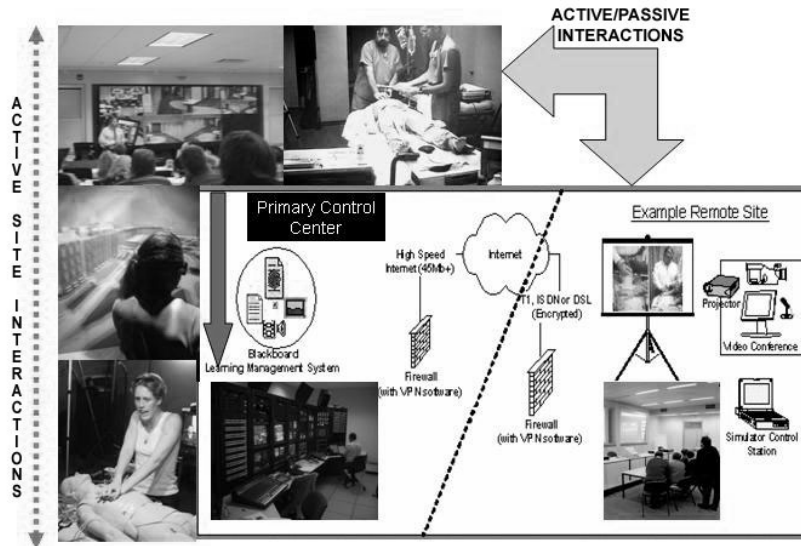 ACTIVE/PASSIVE
INTERACTIONS
ACTIVE SITE INTERACTIONS
Primary Control
Center
Example Remote Site
High Speed
Internet (45Mb+)
Internet
T1, ISDN or DSL
(Encrypted)
Projector
Video Conference
Blackboard
Learning Management System
Firewall
(with VPN software)
Firewall
(with VPN software)
Simulator Control
Station